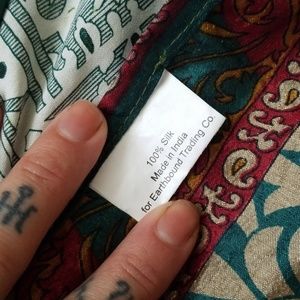 100% Silk
Made in India
for Earthbound Trading Co.